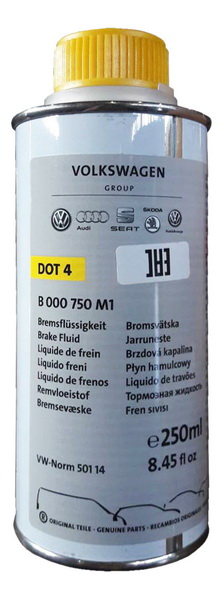 VOLKSWAGEN
GROUP
Audi
SEAT
ŠKODA
DOT 4
B 000 750 M1
Bremsflüssigkeit
Brake Fluid
Liquide de frein
Liquido freni
Liquido de frenos
Remvloeistof
Bremsevæske
Bromsvätska
Jarruneste
Brzdová kapalina
Płyn hamulcowy
Líquido de travões
Тормозная жидкость
Fren sıvısı
e 250ml
8.45 fl oz
VW-Norm 501 14
® ORIGINAL TEILE · GENUINE PARTS · RECAMBIOS ORIGINALES